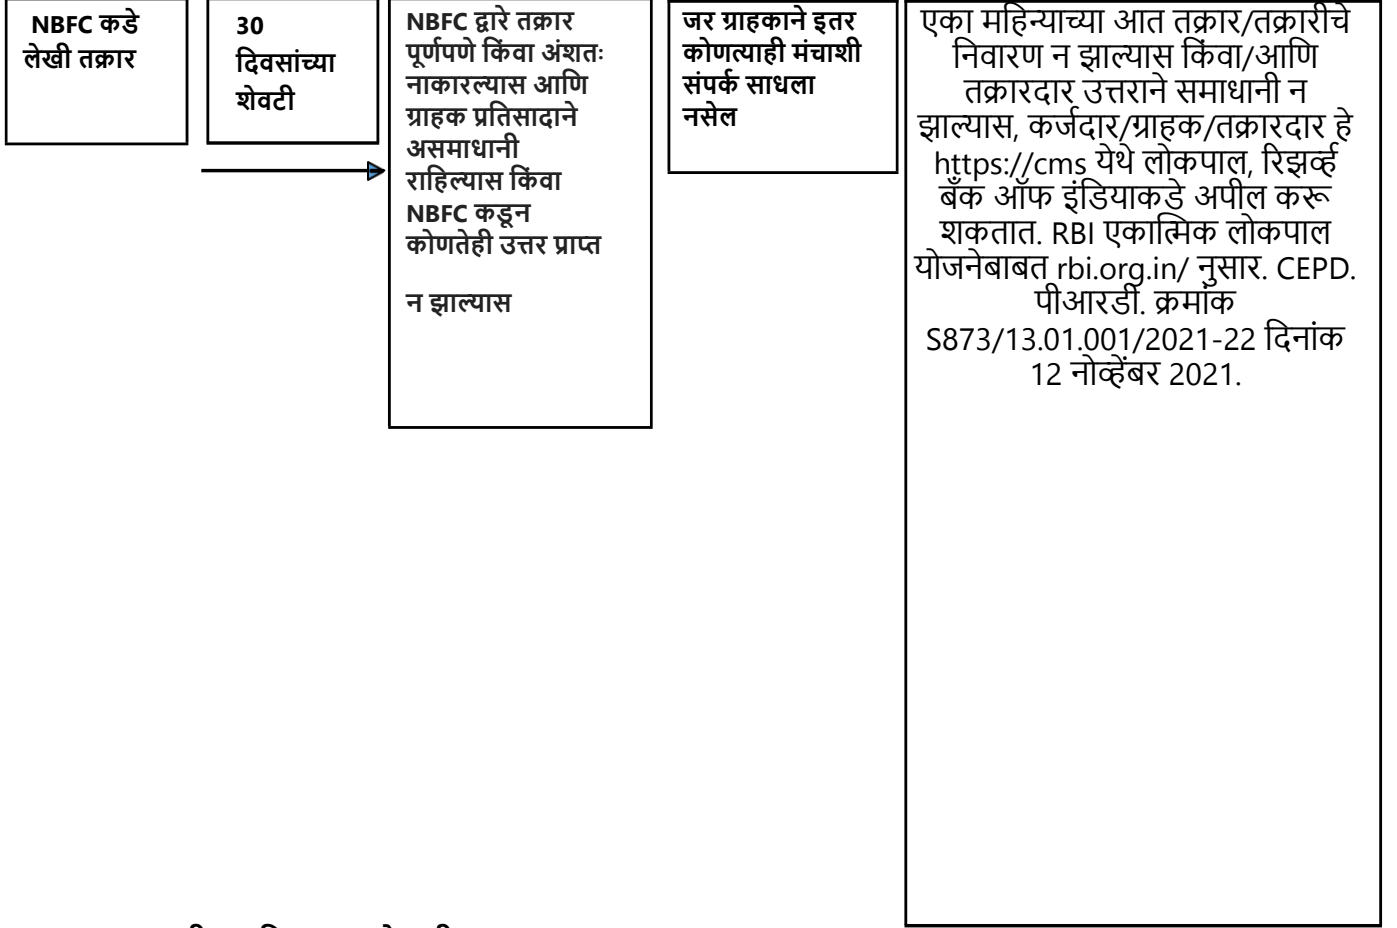 NBFC कडे
लेखी तक्रार
30
दिवसांच्या
शेवटी
NBFC द्वारे तक्रार
पूर्णपणे किंवा अंशतः
नाकारल्यास आणि
ग्राहक प्रतिसादाने
असमाधानी
राहिल्यास किंवा
NBFC कडून
कोणतेही उत्तर प्राप्त
न झाल्यास
जर ग्राहकाने इतर
कोणत्याही मंचाशी
संपर्क साधला
नसेल
एका महिन्याच्या आत तक्रार/तक्रारीचे
निवारण न झाल्यास किंवा/आणि
तक्रारदार उत्तराने समाधानी न
झाल्यास, कर्जदार/ग्राहक/तक्रारदार हे
https://cms येथे लोकपाल, रिझर्व्ह
बँक ऑफ इंडियाकडे अपील करू
शकतात. RBI एकात्मिक लोकपाल
योजनेबाबत rbi.org.in/ नुसार. CEPD.
पीआरडी. क्रमांक
S873/13.01.001/2021-22 दिनांक
12 नोव्हेंबर 2021.